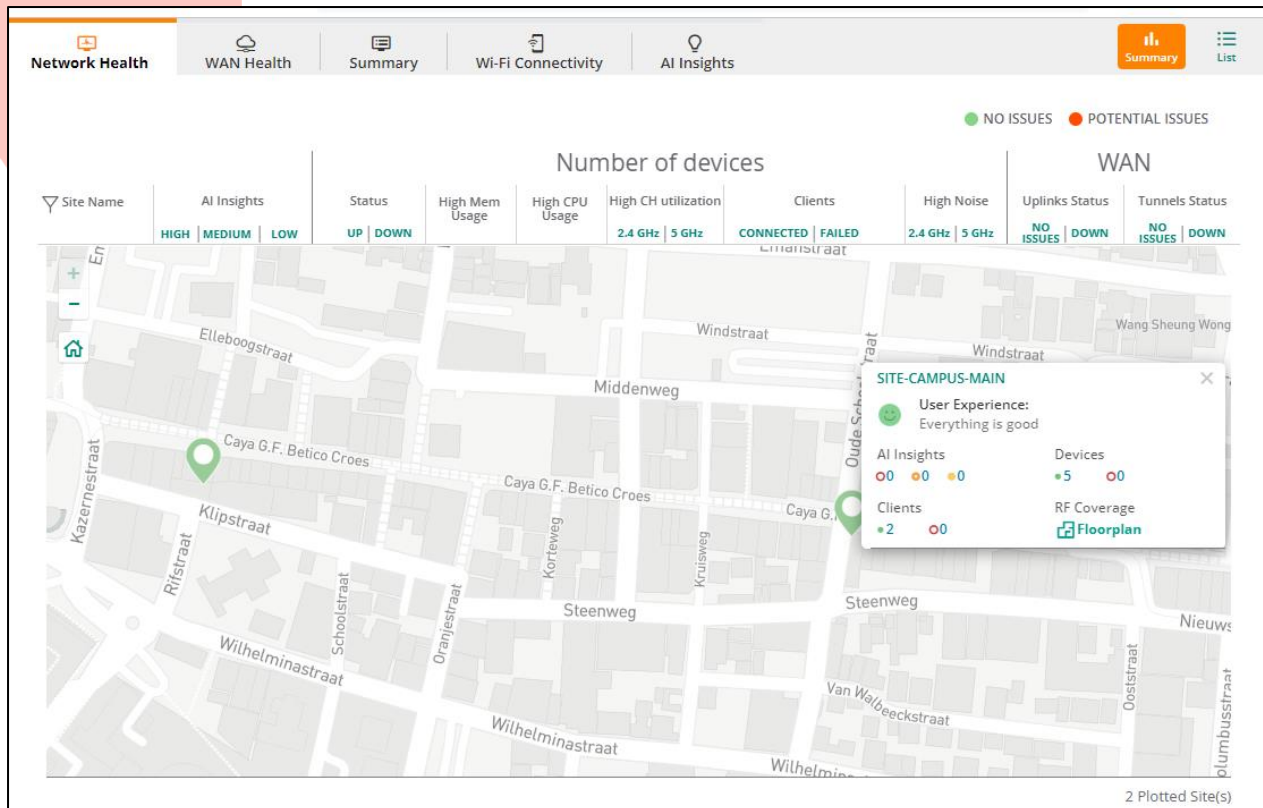 Network Health
WAN Health
Summary
Wi-Fi Connectivity
AI Insights
Summary
List
NO ISSUES
POTENTIAL ISSUES
Number of devices
WAN
Site Name
AI Insights
Status
High Mem
Usage
High CPU
Usage
High CH utilization
Clients
High Noise
Uplinks Status
Tunnels Status
HIGH | MEDIUM | LOW
UP | DOWN
2.4 GHz | 5 GHz
CONNECTED | FAILED
2.4 GHz | 5 GHz
NO
ISSUES | DOWN
NO
ISSUES | DOWN
+
−
Elleboogstraat
Windstraat
Wang Sheung Wong
Windstraat
Middenweg
Oude Scho
raat
SITE-CAMPUS-MAIN
×
User Experience:
Everything is good
AI Insights
0 0 0
Devices
5 0
Clients
2 0
RF Coverage
Floorplan
Kazernestraat
Caya G.F. Betico Croes
Caya G.F. Betico Croes
Caya G.
Klipstraat
Rifstraat
Schoolstraat
Oranjestraat
Korteweg
Kruisweg
Steenweg
Steenweg
Nieuws
Wilhelminastraat
Van Walbeeckstraat
Ooststraat
olumbusstraat
Wilhelminastraat
2 Plotted Site(s)